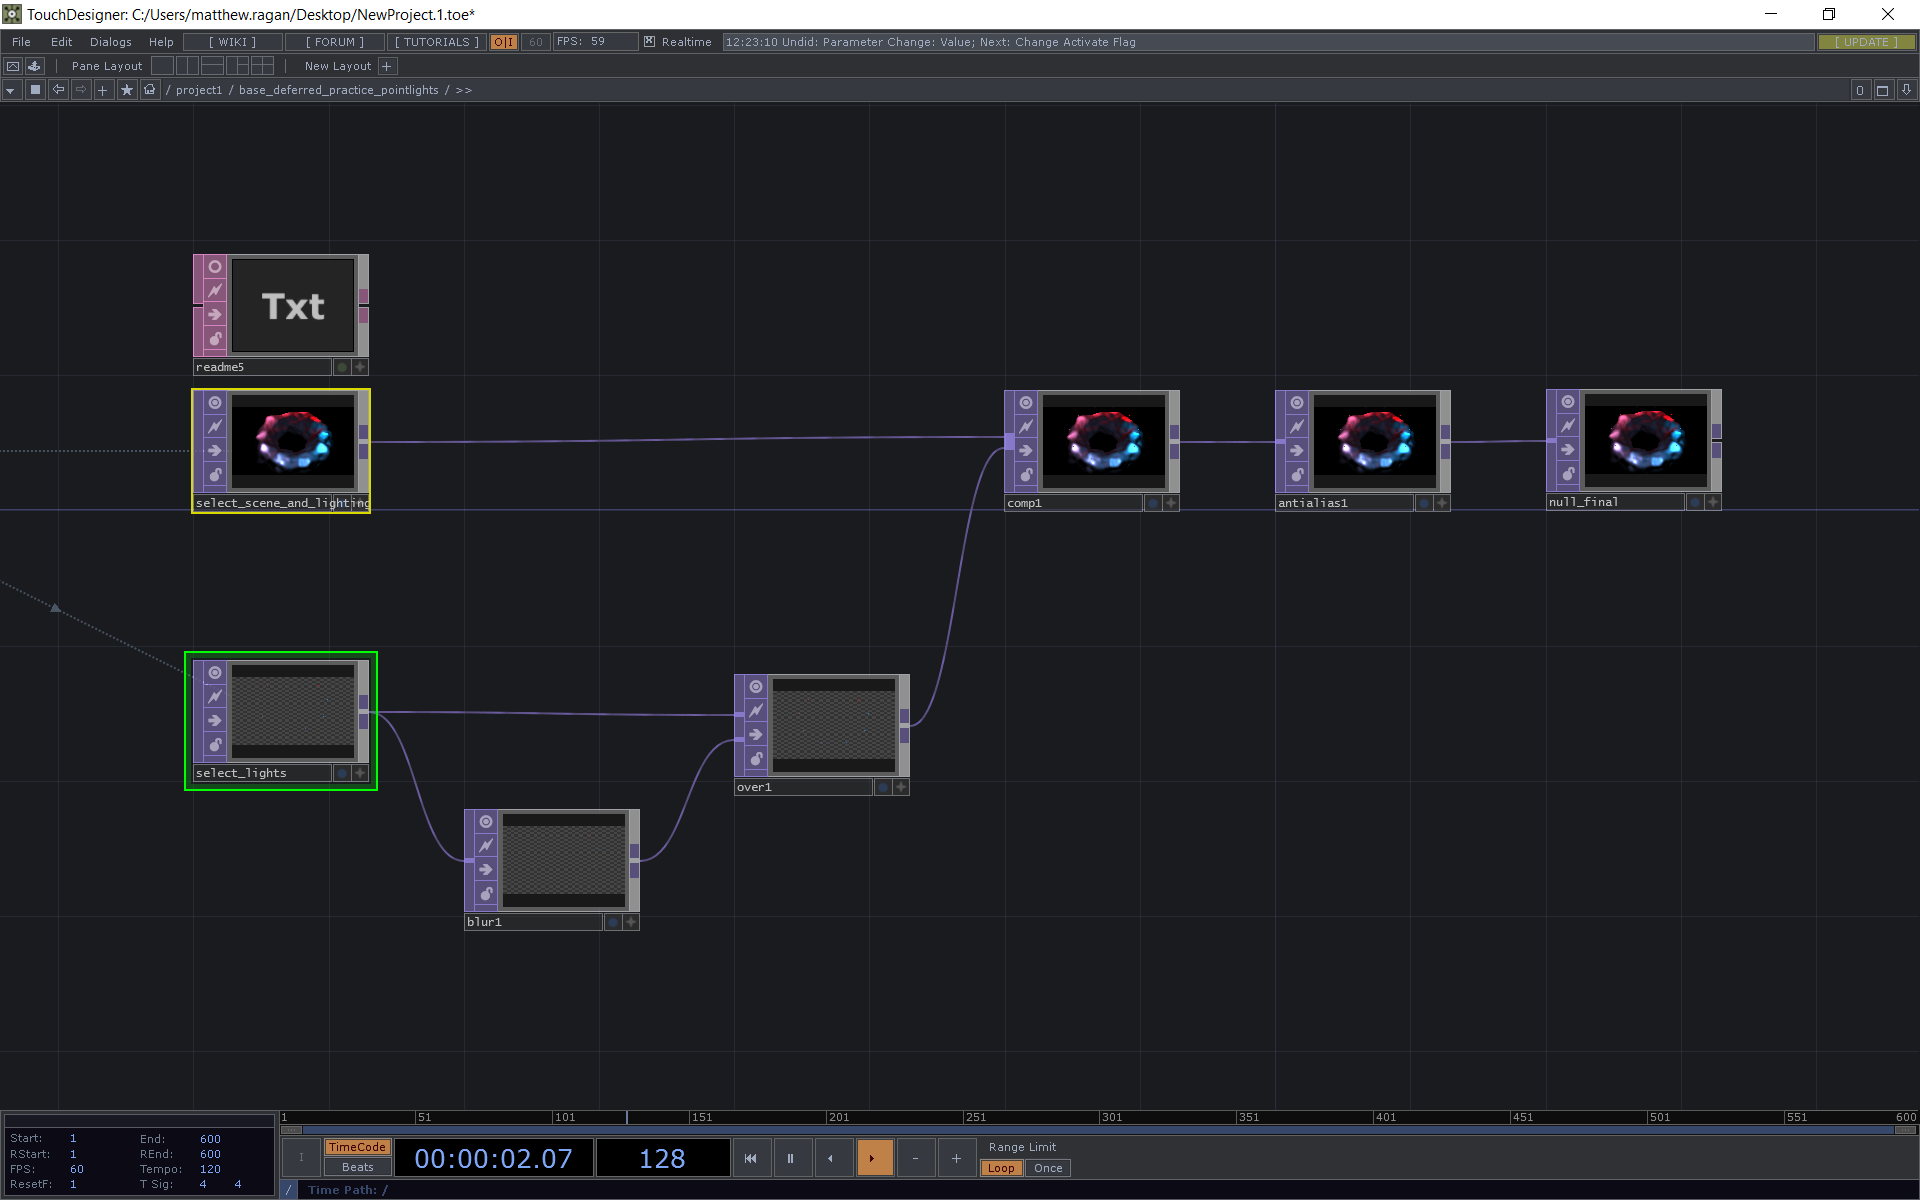 TouchDesigner: C:/Users/matthew.ragan/Desktop/NewProject.1.toe*
File Edit Dialogs Help [ WIKI ] [ FORUM ] [ TUTORIALS ] O|I 60 FPS: 59 Realtime 12:23:10 Undid: Parameter Change: Value; Next: Change Activate Flag [ UPDATE ]
Pane Layout New Layout +
/ project1 / base_deferred_practice_pointlights / >> 0
Txt
readme5
select_scene_and_lighting
comp1
antialias1
null_final
select_lights
over1
blur1
1 51 101 151 201 251 301 351 401 451 501 551 600
Start: 1 End: 600
RStart: 1 REnd: 600
FPS: 60 Tempo: 120
ResetF: 1 T Sig: 4 4
I TimeCode Beats 00:00:02.07 128 - + Range Limit
Loop Once
/ Time Path: /